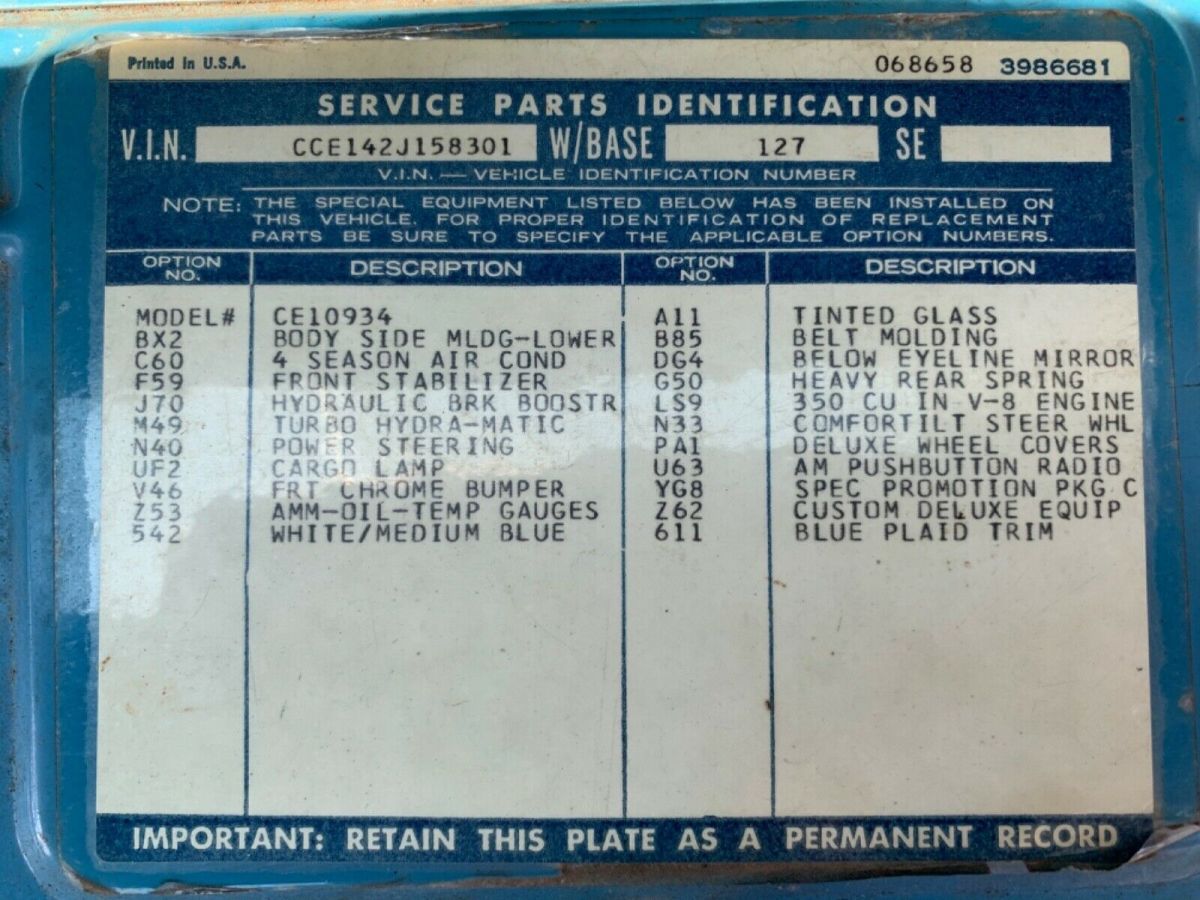 Printed in U.S.A. 068658 3986681
SERVICE PARTS IDENTIFICATION
V.I.N. CCE142J158301 W/BASE 127 SE
V.I.N. — VEHICLE IDENTIFICATION NUMBER
NOTE: THE SPECIAL EQUIPMENT LISTED BELOW HAS BEEN INSTALLED ON
THIS VEHICLE. FOR PROPER IDENTIFICATION OF REPLACEMENT
PARTS BE SURE TO SPECIFY THE APPLICABLE OPTION NUMBERS.
OPTION NO. DESCRIPTION OPTION NO. DESCRIPTION
MODEL# CE10934 A11 TINTED GLASS
BX2 BODY SIDE MLDG-LOWER B85 BELT MOLDING
C60 4 SEASON AIR COND DG4 BELOW EYELINE MIRROR
F59 FRONT STABILIZER G50 HEAVY REAR SPRING
J70 HYDRAULIC BRK BOOSTR LS9 350 CU IN V-8 ENGINE
M49 TURBO HYDRA-MATIC N33 COMFORTILT STEER WHL
N40 POWER STEERING PA1 DELUXE WHEEL COVERS
UF2 CARGO LAMP U63 AM PUSHBUTTON RADIO
V46 FRT CHROME BUMPER YG8 SPEC PROMOTION PKG C
Z53 AMM-OIL-TEMP GAUGES Z62 CUSTOM DELUXE EQUIP
542 WHITE/MEDIUM BLUE 611 BLUE PLAID TRIM
IMPORTANT: RETAIN THIS PLATE AS A PERMANENT RECORD